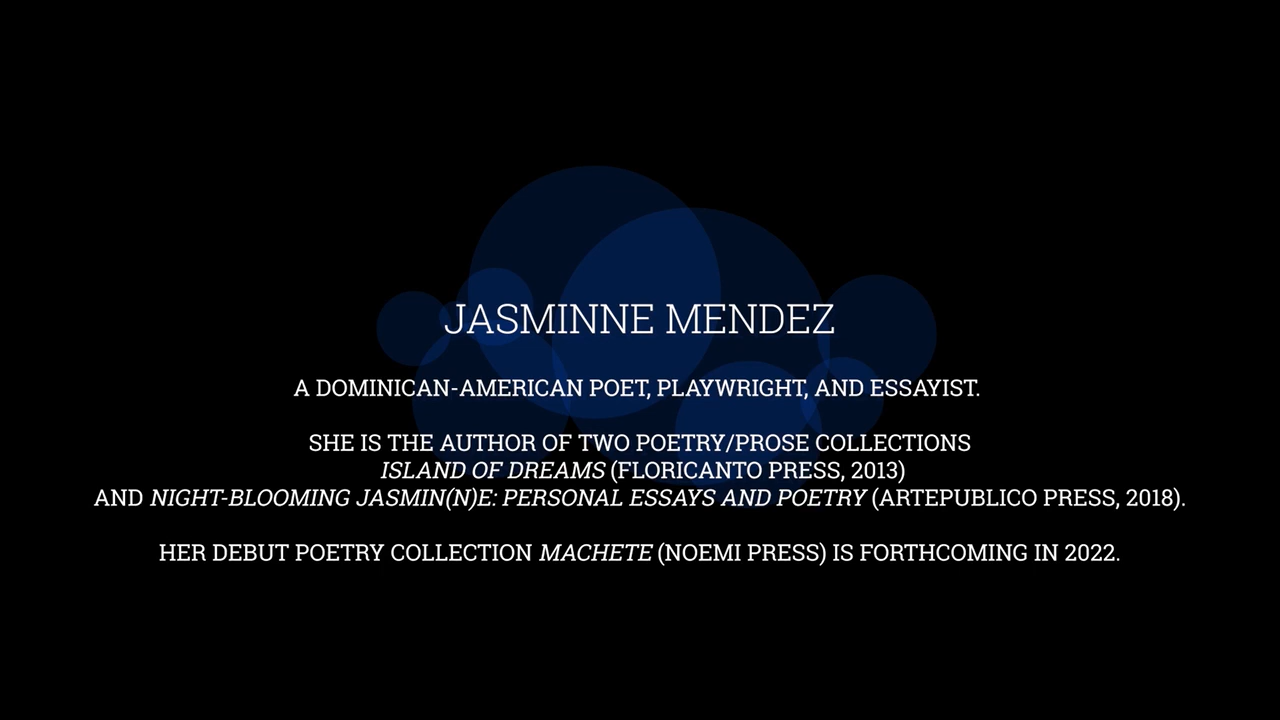 JASMINNE MENDEZ
A DOMINICAN-AMERICAN POET, PLAYWRIGHT, AND ESSAYIST.
SHE IS THE AUTHOR OF TWO POETRY/PROSE COLLECTIONS
ISLAND OF DREAMS (FLORICANTO PRESS, 2013)
AND NIGHT-BLOOMING JASMIN(N)E: PERSONAL ESSAYS AND POETRY (ARTEPUBLICO PRESS, 2018).
HER DEBUT POETRY COLLECTION MACHETE (NOEMI PRESS) IS FORTHCOMING IN 2022.